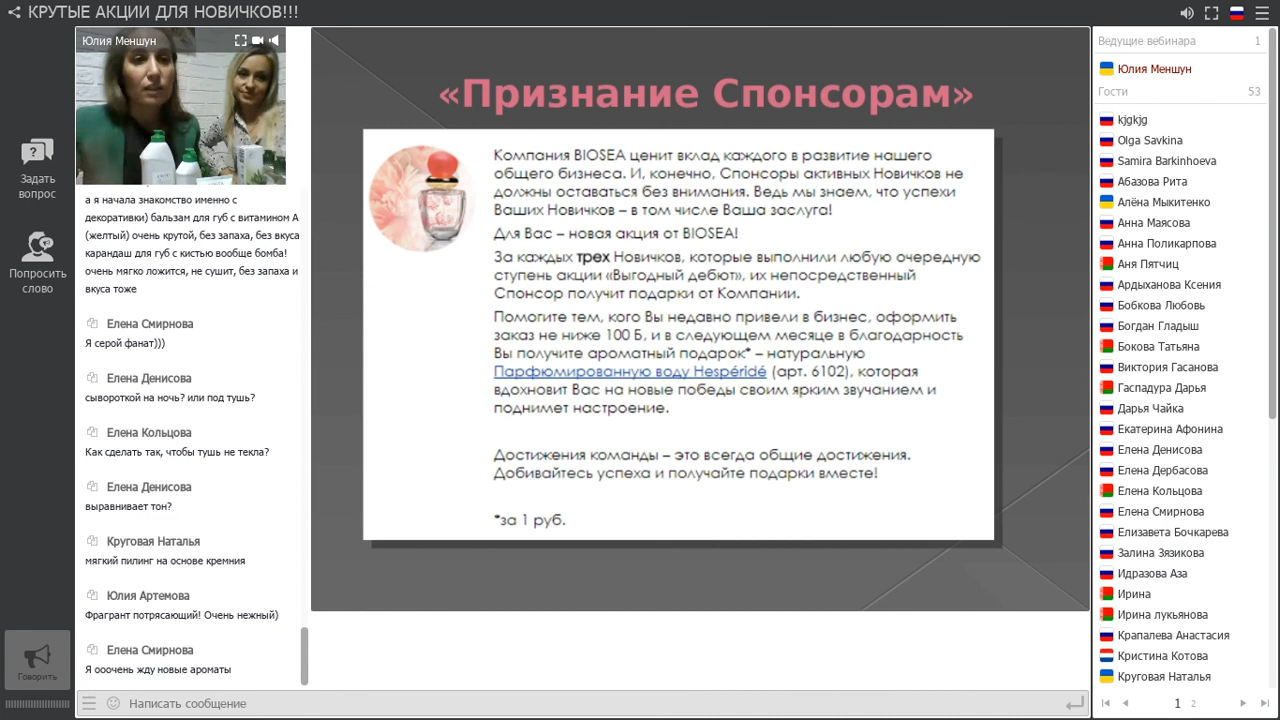 КРУТЫЕ АКЦИИ ДЛЯ НОВИЧКОВ!!!
Задать
вопрос
Попросить
слово
Говорить
Юлия Меншун
а я начала знакомство именно с
декоративки) бальзам для губ с витамином А
(желтый) очень крутой, без запаха, без вкуса
карандаш для губ с кистью вообще бомба!
очень мягко ложится, не сушит, без запаха и
вкуса тоже
Елена Смирнова
Я серой фанат)))
Елена Денисова
сывороткой на ночь? или под тушь?
Елена Кольцова
Как сделать так, чтобы тушь не текла?
Елена Денисова
выравнивает тон?
Круговая Наталья
мягкий пилинг на основе кремния
Юлия Артемова
Фрагрант потрясающий! Очень нежный)
Елена Смирнова
Я ооочень жду новые ароматы
Написать сообщение
«Признание Спонсорам»
Компания BIOSEA ценит вклад каждого в развитие нашего
общего бизнеса. И, конечно, Спонсоры активных Новичков не
должны оставаться без внимания. Ведь мы знаем, что успехи
Ваших Новичков – в том числе Ваша заслуга!
Для Вас – новая акция от BIOSEA!
За каждых трех Новичков, которые выполнили любую очередную
ступень акции «Выгодный дебют», их непосредственный
Спонсор получит подарки от Компании.
Помогите тем, кого Вы недавно привели в бизнес, оформить
заказ не ниже 100 Б, и в следующем месяце в благодарность
Вы получите ароматный подарок* – натуральную
Парфюмированную воду Hespéridé (арт. 6102), которая
вдохновит Вас на новые победы своим ярким звучанием и
поднимет настроение.
Достижения команды – это всегда общие достижения.
Добивайтесь успеха и получайте подарки вместе!
*за 1 руб.
Ведущие вебинара 1
Юлия Меншун
Гости 53
kjgkjg
Olga Savkina
Samira Barkinhoeva
Абазова Рита
Алёна Мыкитенко
Анна Маясова
Анна Поликарпова
Аня Пятчиц
Ардыханова Ксения
Бобкова Любовь
Богдан Гладыш
Бокова Татьяна
Виктория Гасанова
Гаспадура Дарья
Дарья Чайка
Екатерина Афонина
Елена Денисова
Елена Дербасова
Елена Кольцова
Елена Смирнова
Елизавета Бочкарева
Залина Зязикова
Идразова Аза
Ирина
Ирина лукьянова
Крапалева Анастасия
Кристина Котова
Круговая Наталья
1 2